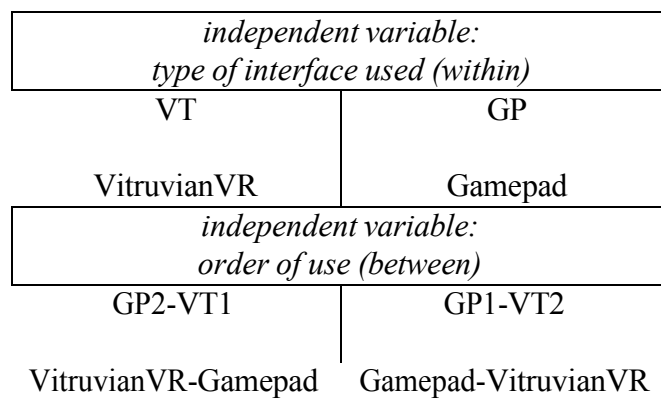 independent variable:
type of interface used (within)
VT GP
VitruvianVR Gamepad
independent variable:
order of use (between)
GP2-VT1 GP1-VT2
VitruvianVR-Gamepad Gamepad-VitruvianVR